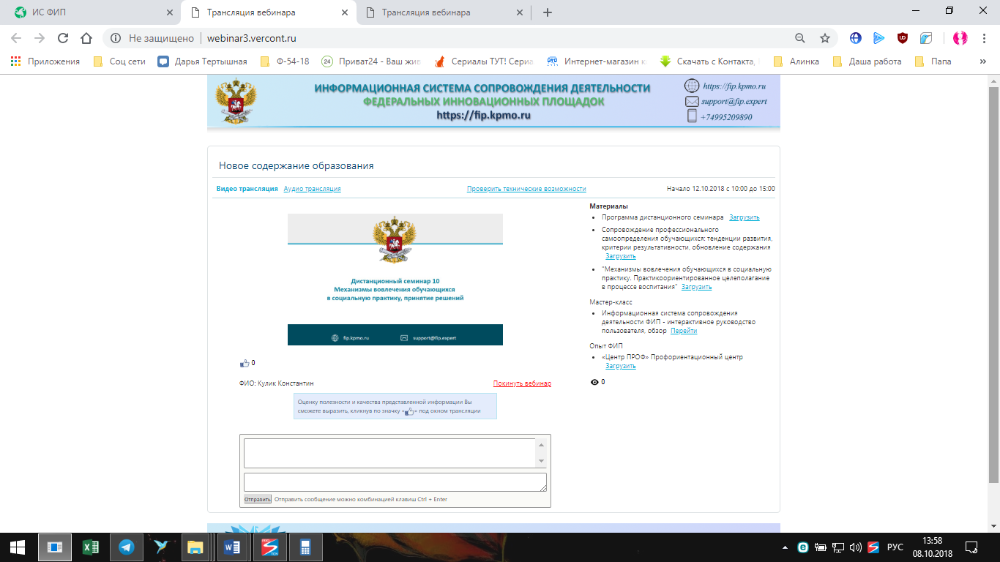 ИС ФИП
Трансляция вебинара
Трансляция вебинара
Не защищено
webinar3.vercont.ru
Приложения
Соц сети
Дарья Тертышная
Ф-54-18
24
Приват24 - Ваш жив
Сериалы ТУТ! Сериа
Интернет-магазин к
Скачать с Контакта,
Алинка
Даша работа
Папа
»
ИНФОРМАЦИОННАЯ СИСТЕМА СОПРОВОЖДЕНИЯ ДЕЯТЕЛЬНОСТИ
ФЕДЕРАЛЬНЫХ ИННОВАЦИОННЫХ ПЛОЩАДОК
https://fip.kpmo.ru
https://fip.kpmo.ru
support@fip.expert
+74995209890
Новое содержание образования
Видео трансляция Аудио трансляция Проверить технические возможности Начало 12.10.2018 с 10:00 до 15:00
Дистанционный семинар 10
Механизмы вовлечения обучающихся
в социальную практику, принятие решений
fip.kpmo.ru support@fip.expert
0
ФИО: Кулик Константин Покинуть вебинар
Оценку полезности и качества представленной информации Вы
сможете выразить, кликнув по значку «» под окном трансляции
Отправить Отправить сообщение можно комбинацией клавиш Ctrl + Enter
Материалы
Программа дистанционного семинара Загрузить
Сопровождение профессионального
самоопределения обучающихся: тенденции развития,
критерии результативности, обновление содержания
Загрузить
"Механизмы вовлечения обучающихся в социальную
практику. Практикоориентированное целеполагание
в процессе воспитания" Загрузить
Мастер-класс
Информационная система сопровождения
деятельности ФИП - интерактивное руководство
пользователя, обзор Перейти
Опыт ФИП
«Центр ПРОФ» Профориентационный центр
Загрузить
0
РУС
13:58
08.10.2018